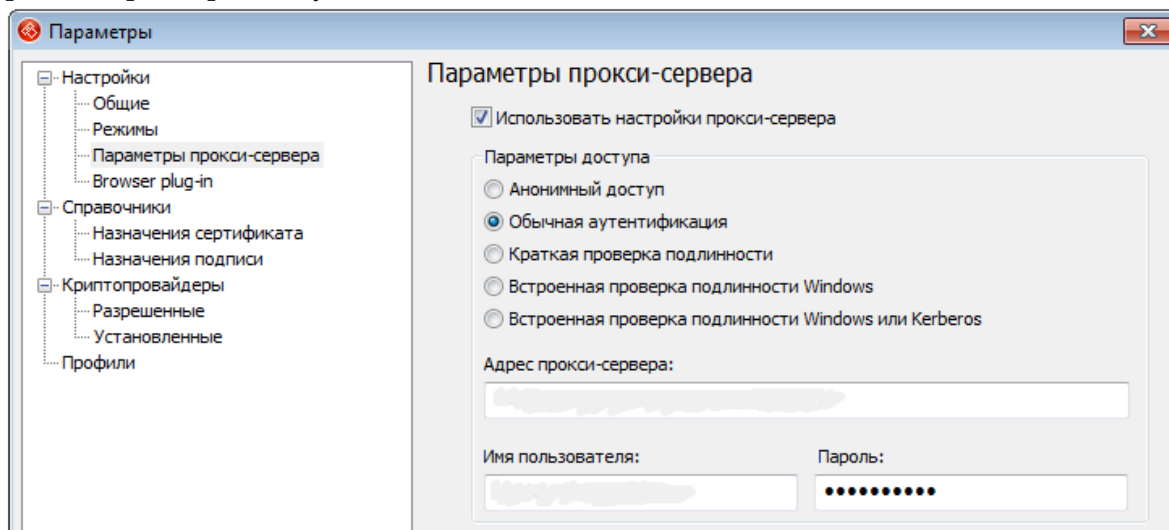 Параметры
Настройки
Общие
Режимы
Параметры прокси-сервера
Browser plug-in
Справочники
Назначения сертификата
Назначения подписи
Криптопровайдеры
Разрешенные
Установленные
Профили
Параметры прокси-сервера
Использовать настройки прокси-сервера
Параметры доступа
Анонимный доступ
Обычная аутентификация
Краткая проверка подлинности
Встроенная проверка подлинности Windows
Встроенная проверка подлинности Windows или Kerberos
Адрес прокси-сервера:
Имя пользователя:
Пароль:
••••••••••